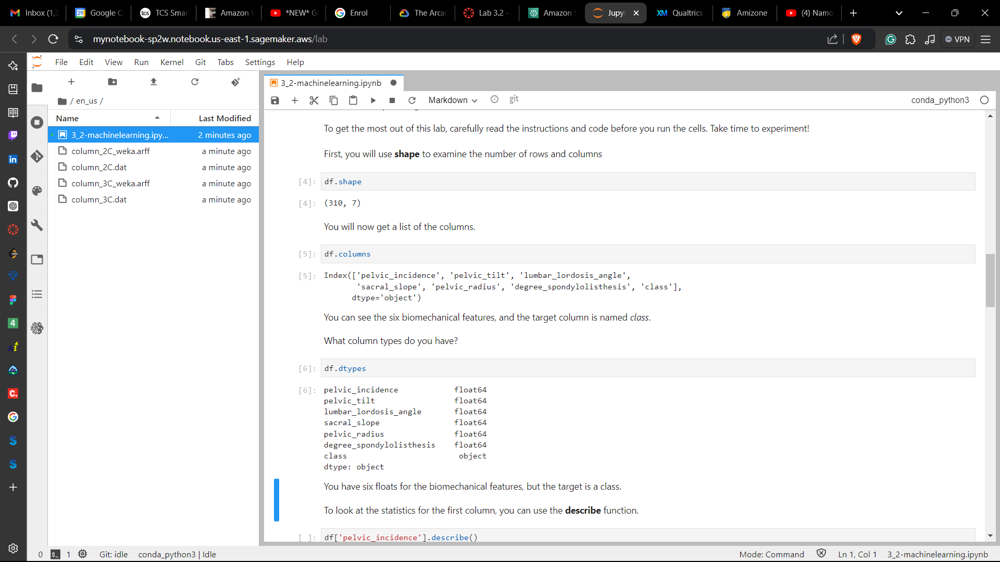 Inbox (1,3
Google C
TCS Smar
Amazon
*NEW* G
Enrol
The Arca
Lab 3.2 -
Amazon
Jupyt
Qualtrics
Amizone
(4) Namo
mynotebook-sp2w.notebook.us-east-1.sagemaker.aws/lab
VPN
File Edit View Run Kernel Git Tabs Settings Help
/ en_us /
Name Last Modified
3_2-machinelearning.ipy... 2 minutes ago
column_2C_weka.arff a minute ago
column_2C.dat a minute ago
column_3C_weka.arff a minute ago
column_3C.dat a minute ago
3_2-machinelearning.ipynb
Markdown git conda_python3
To get the most out of this lab, carefully read the instructions and code before you run the cells. Take time to experiment!
First, you will use shape to examine the number of rows and columns
[4]: df.shape
[4]: (310, 7)
You will now get a list of the columns.
[5]: df.columns
[5]: Index(['pelvic_incidence', 'pelvic_tilt', 'lumbar_lordosis_angle',
'sacral_slope', 'pelvic_radius', 'degree_spondylolisthesis', 'class'],
dtype='object')
You can see the six biomechanical features, and the target column is named class.
What column types do you have?
[6]: df.dtypes
[6]: pelvic_incidence float64
pelvic_tilt float64
lumbar_lordosis_angle float64
sacral_slope float64
pelvic_radius float64
degree_spondylolisthesis float64
class object
dtype: object
You have six floats for the biomechanical features, but the target is a class.
To look at the statistics for the first column, you can use the describe function.
[ ]: df['pelvic_incidence'].describe()
0 1 Git: idle conda_python3 | Idle Mode: Command Ln 1, Col 1 3_2-machinelearning.ipynb